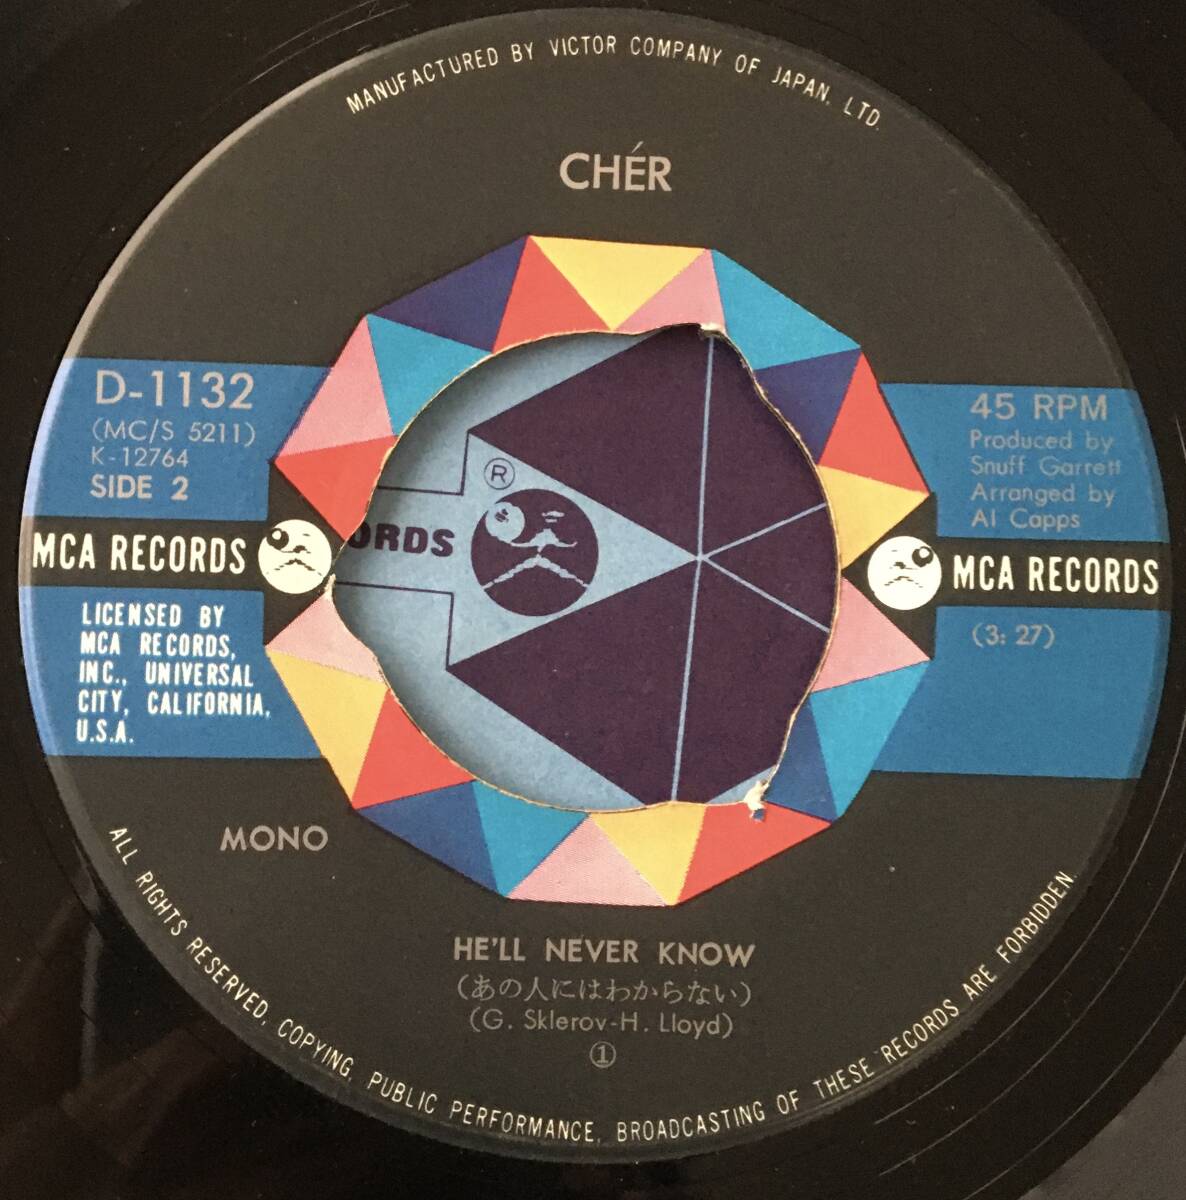 MANUFACTURED BY VICTOR COMPANY OF JAPAN, LTD.
CHÉR
D-1132
(MC/S 5211)
K-12764
SIDE 2
45 RPM
Produced by
Snuff Garrett
Arranged by
Al Capps
MCA RECORDS
ORDS
®
MCA RECORDS
LICENSED BY
MCA RECORDS,
INC., UNIVERSAL
CITY, CALIFORNIA,
U.S.A.
(3: 27)
MONO
HE'LL NEVER KNOW
(あの人にはわからない)
(G. Sklerov-H. Lloyd)
①
ALL RIGHTS RESERVED, COPYING, PUBLIC PERFORMANCE, BROADCASTING OF THESE RECORDS ARE FORBIDDEN.